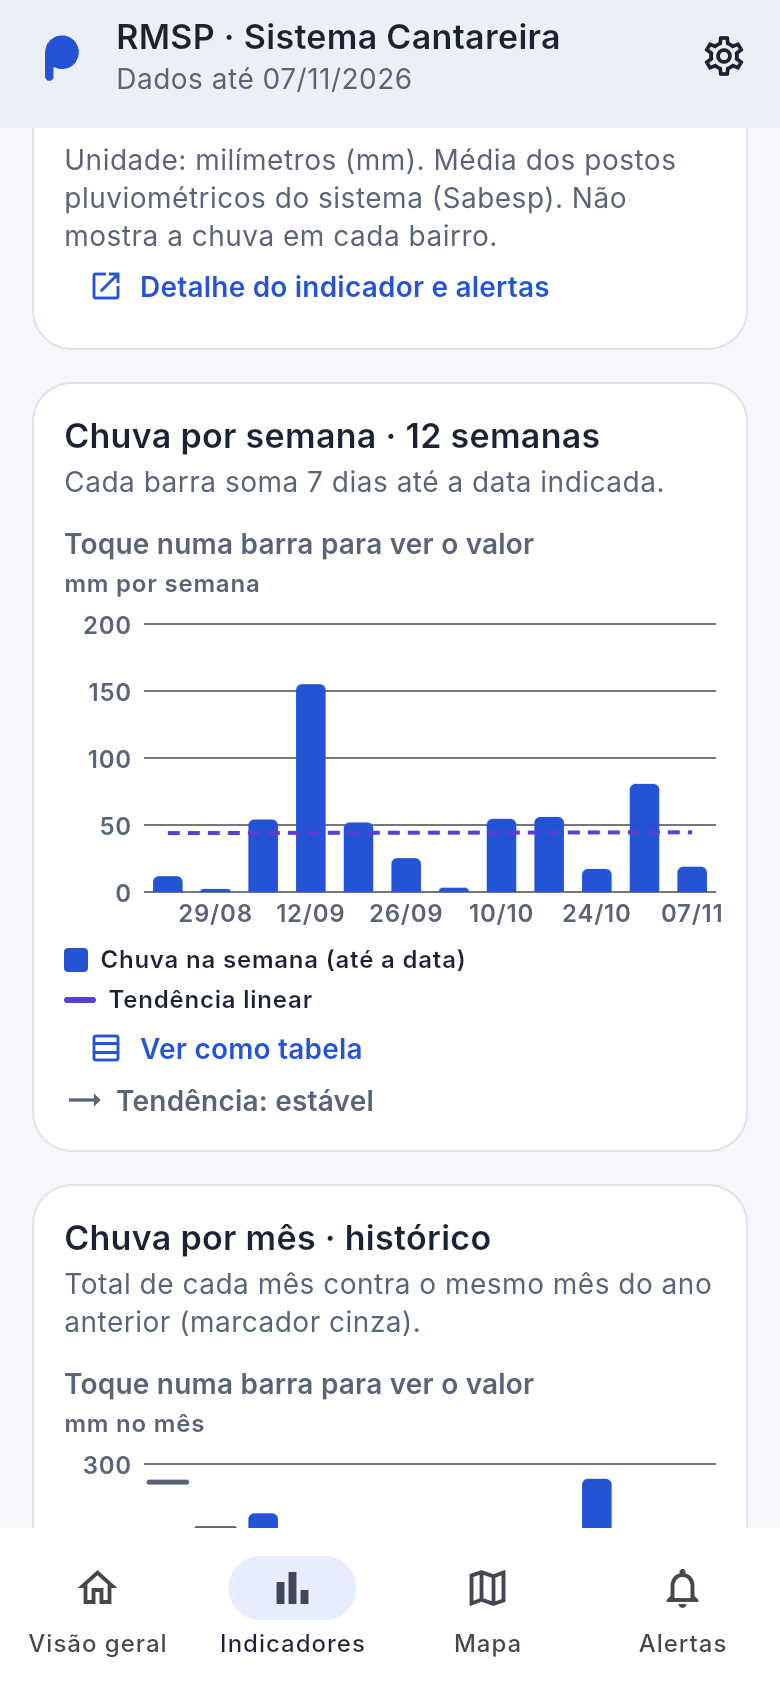 RMSP · Sistema Cantareira
Dados até 07/11/2026
Unidade: milímetros (mm). Média dos postos
pluviométricos do sistema (Sabesp). Não
mostra a chuva em cada bairro.
Detalhe do indicador e alertas
Chuva por semana · 12 semanas
Cada barra soma 7 dias até a data indicada.
Toque numa barra para ver o valor
mm por semana
200
150
100
50
0
29/08 12/09 26/09 10/10 24/10 07/11
Chuva na semana (até a data)
Tendência linear
Ver como tabela
Tendência: estável
Chuva por mês · histórico
Total de cada mês contra o mesmo mês do ano
anterior (marcador cinza).
Toque numa barra para ver o valor
mm no mês
300
Visão geral Indicadores Mapa Alertas